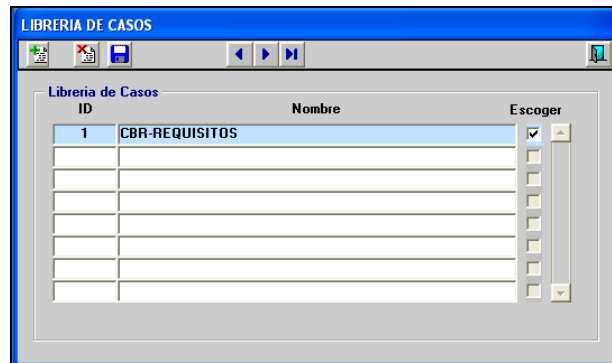 LIBRERIA DE CASOS
Libreria de Casos
ID Nombre Escoger
1 CBR-REQUISITOS